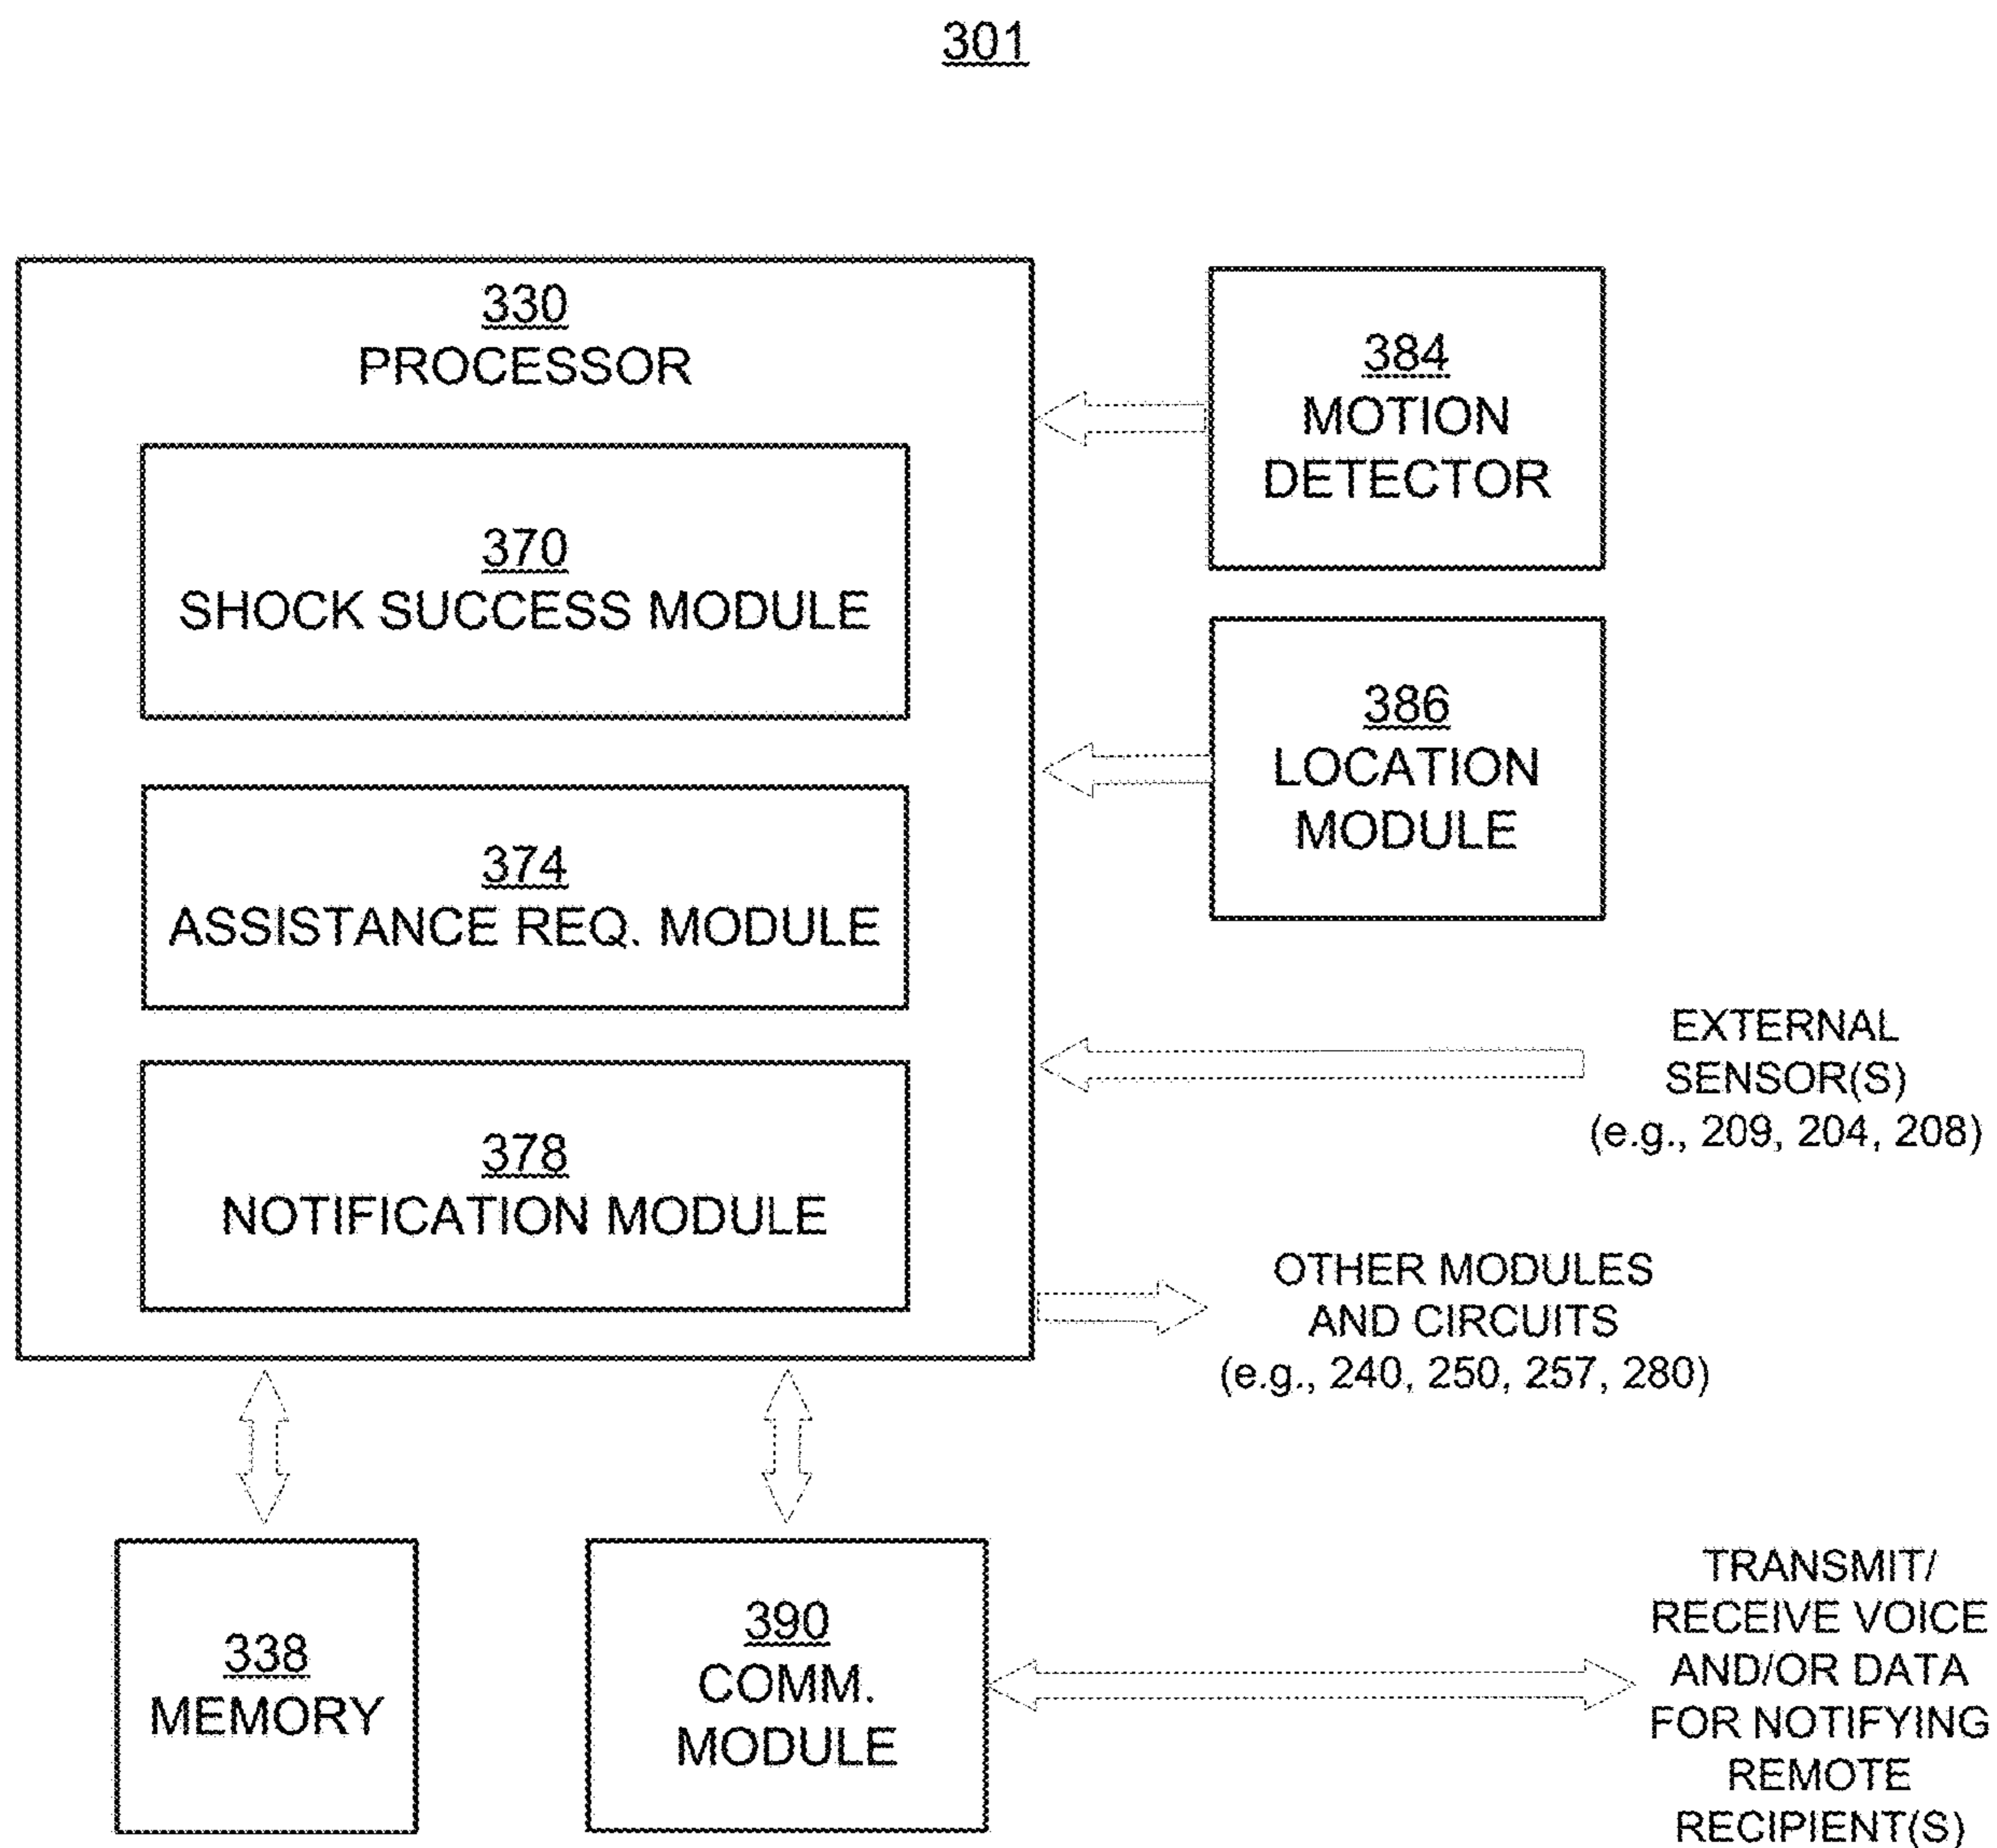 301
330
PROCESSOR
370
SHOCK SUCCESS MODULE
374
ASSISTANCE REQ. MODULE
378
NOTIFICATION MODULE
384
MOTION
DETECTOR
386
LOCATION
MODULE
EXTERNAL
SENSOR(S)
(e.g., 209, 204, 208)
OTHER MODULES
AND CIRCUITS
(e.g., 240, 250, 257, 280)
338
MEMORY
390
COMM.
MODULE
TRANSMIT/
RECEIVE VOICE
AND/OR DATA
FOR NOTIFYING
REMOTE
RECIPIENT(S)